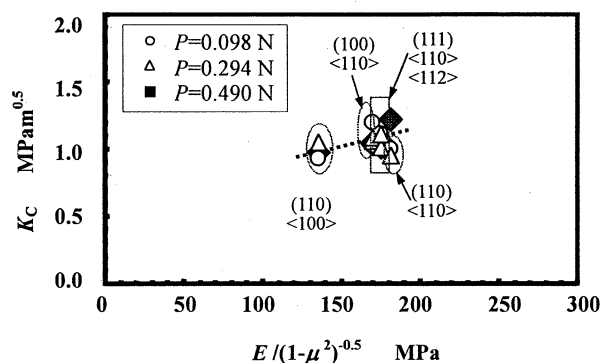 2.0
1.5
1.0
0.5
0.0
K_C MPam^0.5
P=0.098 N
P=0.294 N
P=0.490 N
(100)
<110>
(111)
<110>
<112>
(110)
<100>
(110)
<110>
0 50 100 150 200 250 300
E /(1-μ^2)^-0.5 MPa